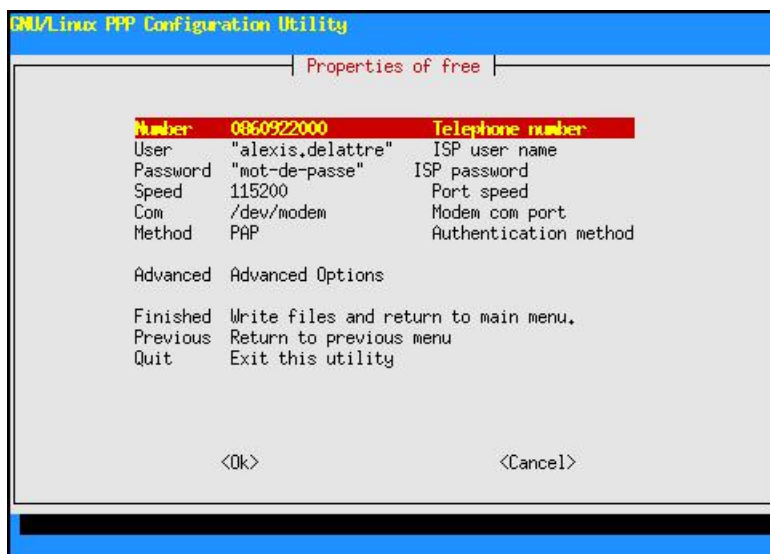 GNU/Linux PPP Configuration Utility
Properties of free
Number 0860922000 Telephone number
User "alexis.delattre" ISP user name
Password "mot-de-passe" ISP password
Speed 115200 Port speed
Com /dev/modem Modem com port
Method PAP Authentication method
Advanced Advanced Options
Finished Write files and return to main menu.
Previous Return to previous menu
Quit Exit this utility
<Ok> <Cancel>